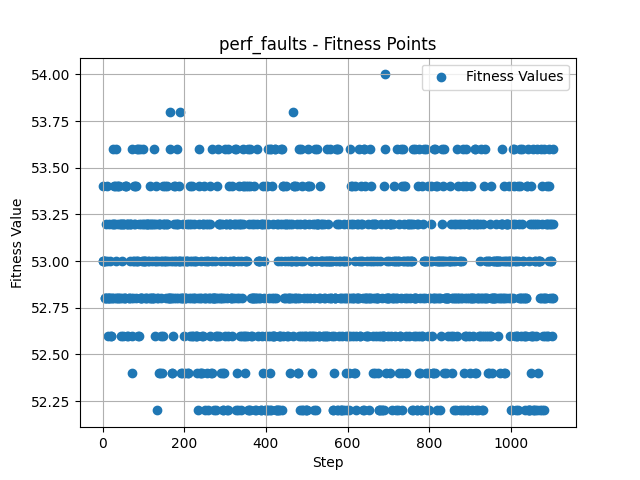 perf_faults - Fitness Points
Fitness Values
54.00
53.75
53.50
53.25
53.00
52.75
52.50
52.25
Fitness Value
0 200 400 600 800 1000
Step